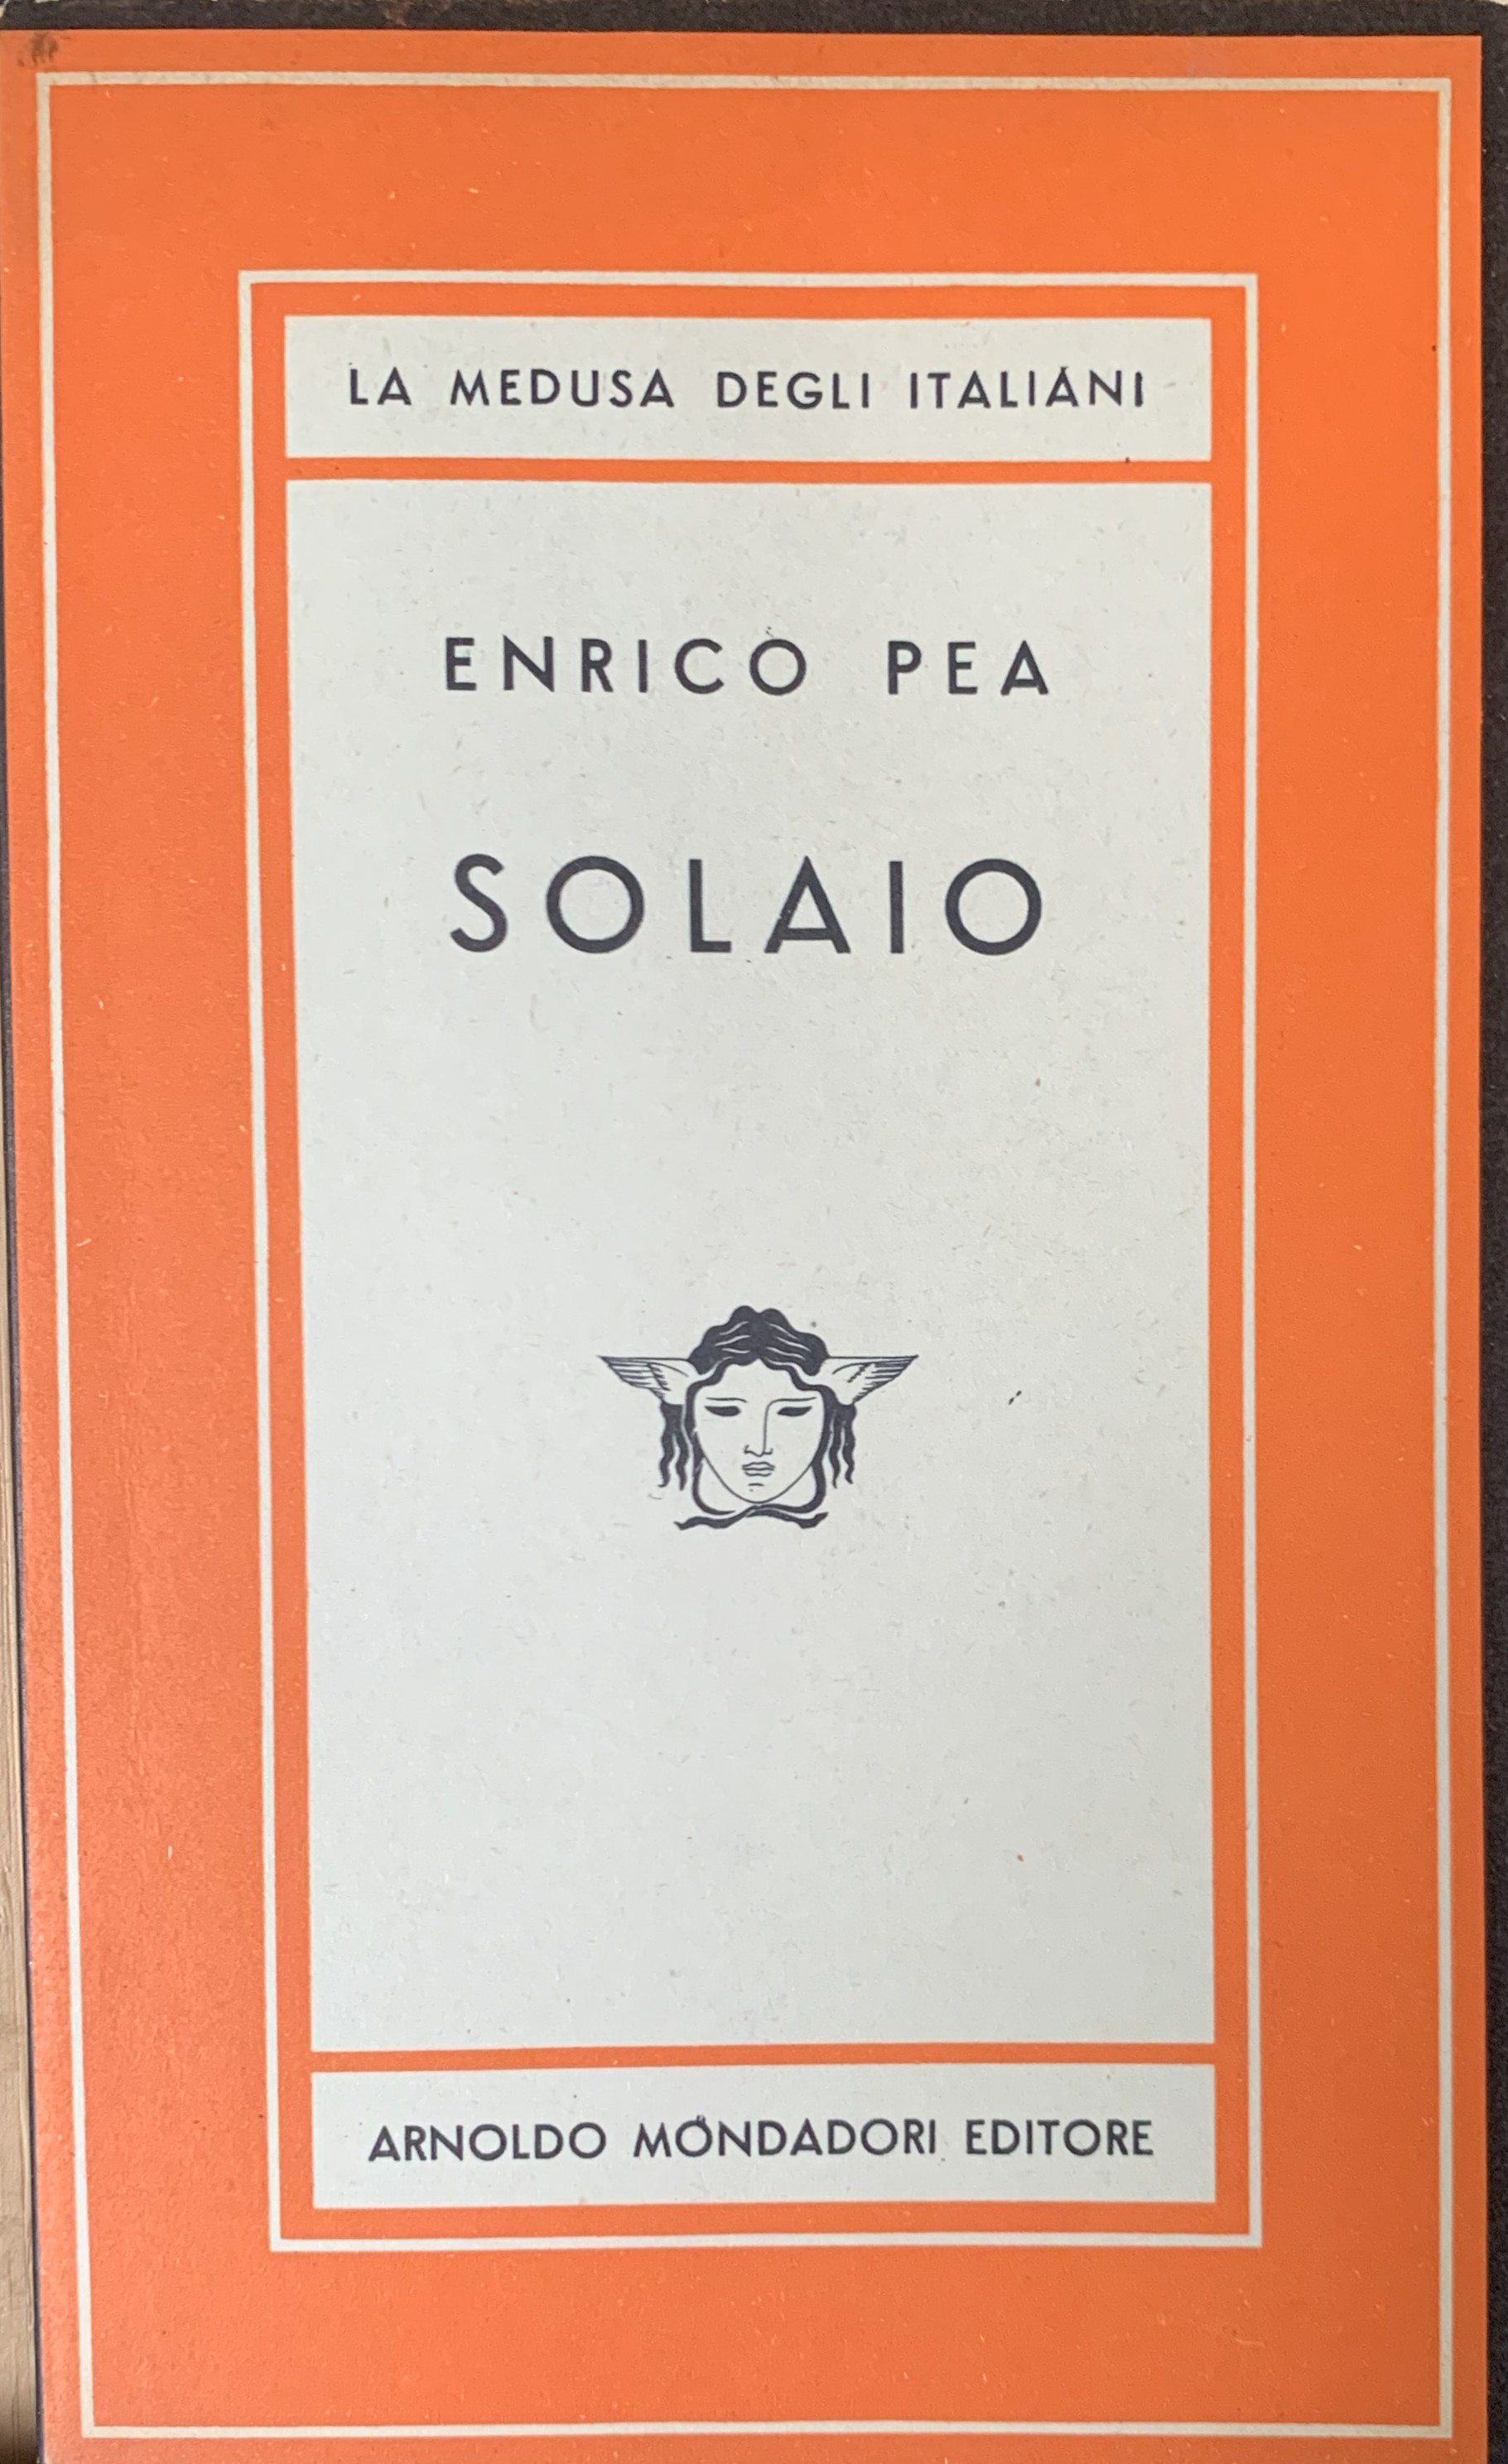 LA MEDUSA DEGLI ITALIANI
ENRICO PEA
SOLAIO
ARNOLDO MONDADORI EDITORE